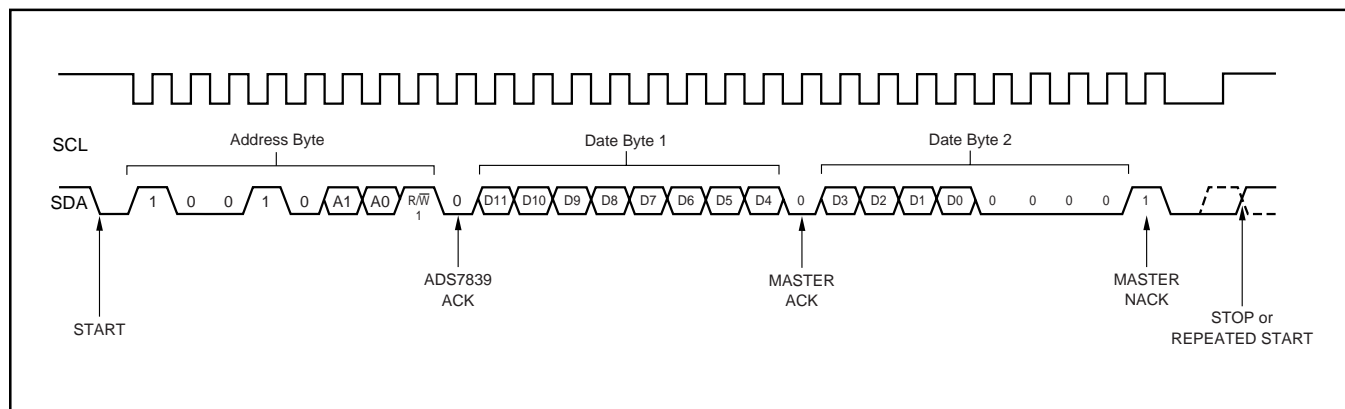 SCL
Address Byte
Date Byte 1
Date Byte 2
SDA
1 0 0 1 0 A1 A0 R/W̅ 1 0 D11 D10 D9 D8 D7 D6 D5 D4 0 D3 D2 D1 D0 0 0 0 0 1
START
ADS7839
ACK
MASTER
ACK
MASTER
NACK
STOP or
REPEATED START